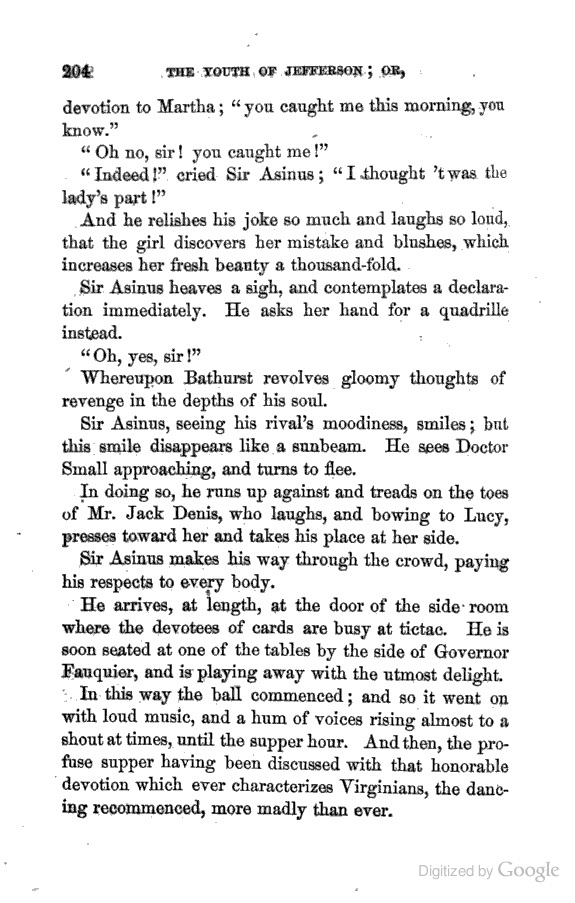 204 THE YOUTH OF JEFFERSON; OR,
devotion to Martha; “you caught me this morning, you
know.”
“Oh no, sir! you caught me!”
“Indeed!” cried Sir Asinus; “I thought ’twas the
lady’s part!”
And he relishes his joke so much and laughs so loud,
that the girl discovers her mistake and blushes, which
increases her fresh beauty a thousand-fold.
Sir Asinus heaves a sigh, and contemplates a declara-
tion immediately. He asks her hand for a quadrille
instead.
“Oh, yes, sir!”
Whereupon Bathurst revolves gloomy thoughts of
revenge in the depths of his soul.
Sir Asinus, seeing his rival’s moodiness, smiles; but
this smile disappears like a sunbeam. He sees Doctor
Small approaching, and turns to flee.
In doing so, he runs up against and treads on the toes
of Mr. Jack Denis, who laughs, and bowing to Lucy,
presses toward her and takes his place at her side.
Sir Asinus makes his way through the crowd, paying
his respects to every body.
He arrives, at length, at the door of the side room
where the devotees of cards are busy at tictac. He is
soon seated at one of the tables by the side of Governor
Fauquier, and is playing away with the utmost delight.
In this way the ball commenced; and so it went on
with loud music, and a hum of voices rising almost to a
shout at times, until the supper hour. And then, the pro-
fuse supper having been discussed with that honorable
devotion which ever characterizes Virginians, the danc-
ing recommenced, more madly than ever.
Digitized by Google